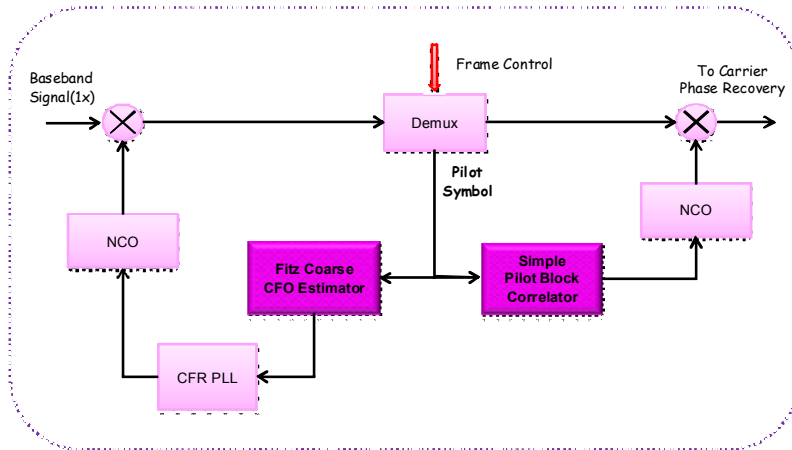 Baseband
Signal(1x)
Frame Control
To Carrier
Phase Recovery
Demux
Pilot
Symbol
NCO
NCO
Fitz Coarse
CFO Estimator
Simple
Pilot Block
Correlator
CFR PLL